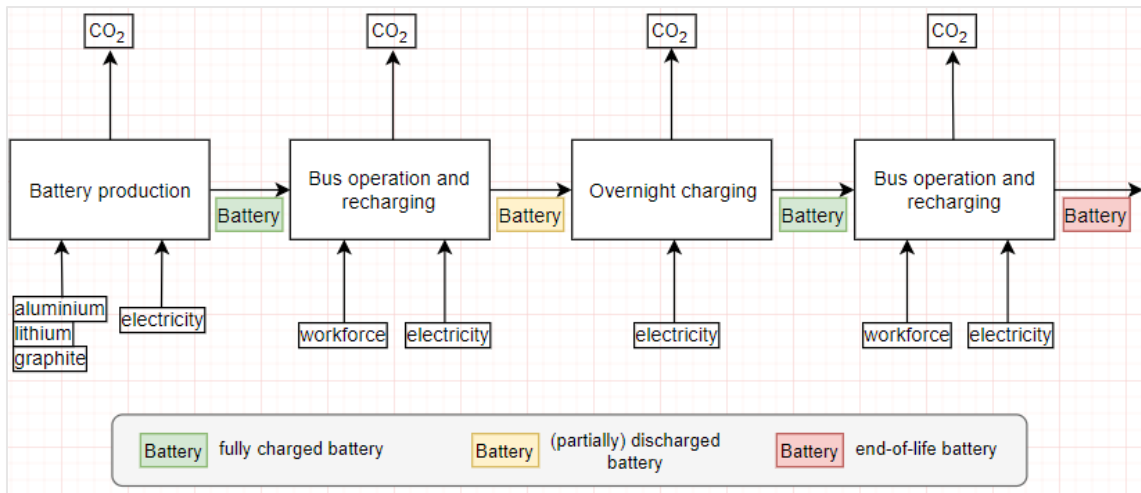 CO₂
CO₂
CO₂
CO₂
Battery production
Bus operation and
recharging
Overnight charging
Bus operation and
recharging
Battery
Battery
Battery
Battery
aluminium
lithium
graphite
electricity
workforce
electricity
electricity
workforce
electricity
Battery
fully charged battery
Battery
(partially) discharged
battery
Battery
end-of-life battery